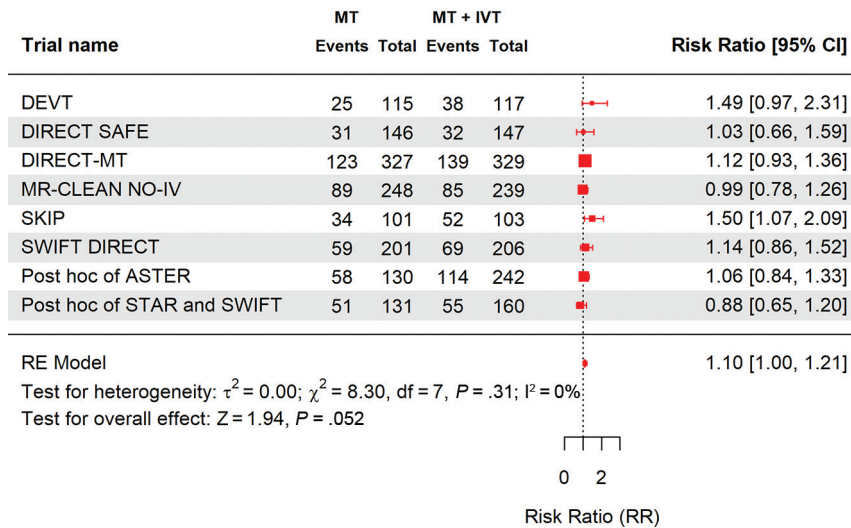 MT MT + IVT
Trial name Events Total Events Total Risk Ratio [95% CI]
DEVT 25 115 38 117 1.49 [0.97, 2.31]
DIRECT SAFE 31 146 32 147 1.03 [0.66, 1.59]
DIRECT-MT 123 327 139 329 1.12 [0.93, 1.36]
MR-CLEAN NO-IV 89 248 85 239 0.99 [0.78, 1.26]
SKIP 34 101 52 103 1.50 [1.07, 2.09]
SWIFT DIRECT 59 201 69 206 1.14 [0.86, 1.52]
Post hoc of ASTER 58 130 114 242 1.06 [0.84, 1.33]
Post hoc of STAR and SWIFT 51 131 55 160 0.88 [0.65, 1.20]
RE Model 1.10 [1.00, 1.21]
Test for heterogeneity: τ² = 0.00; χ² = 8.30, df = 7, P = .31; I² = 0%
Test for overall effect: Z = 1.94, P = .052
0 2
Risk Ratio (RR)